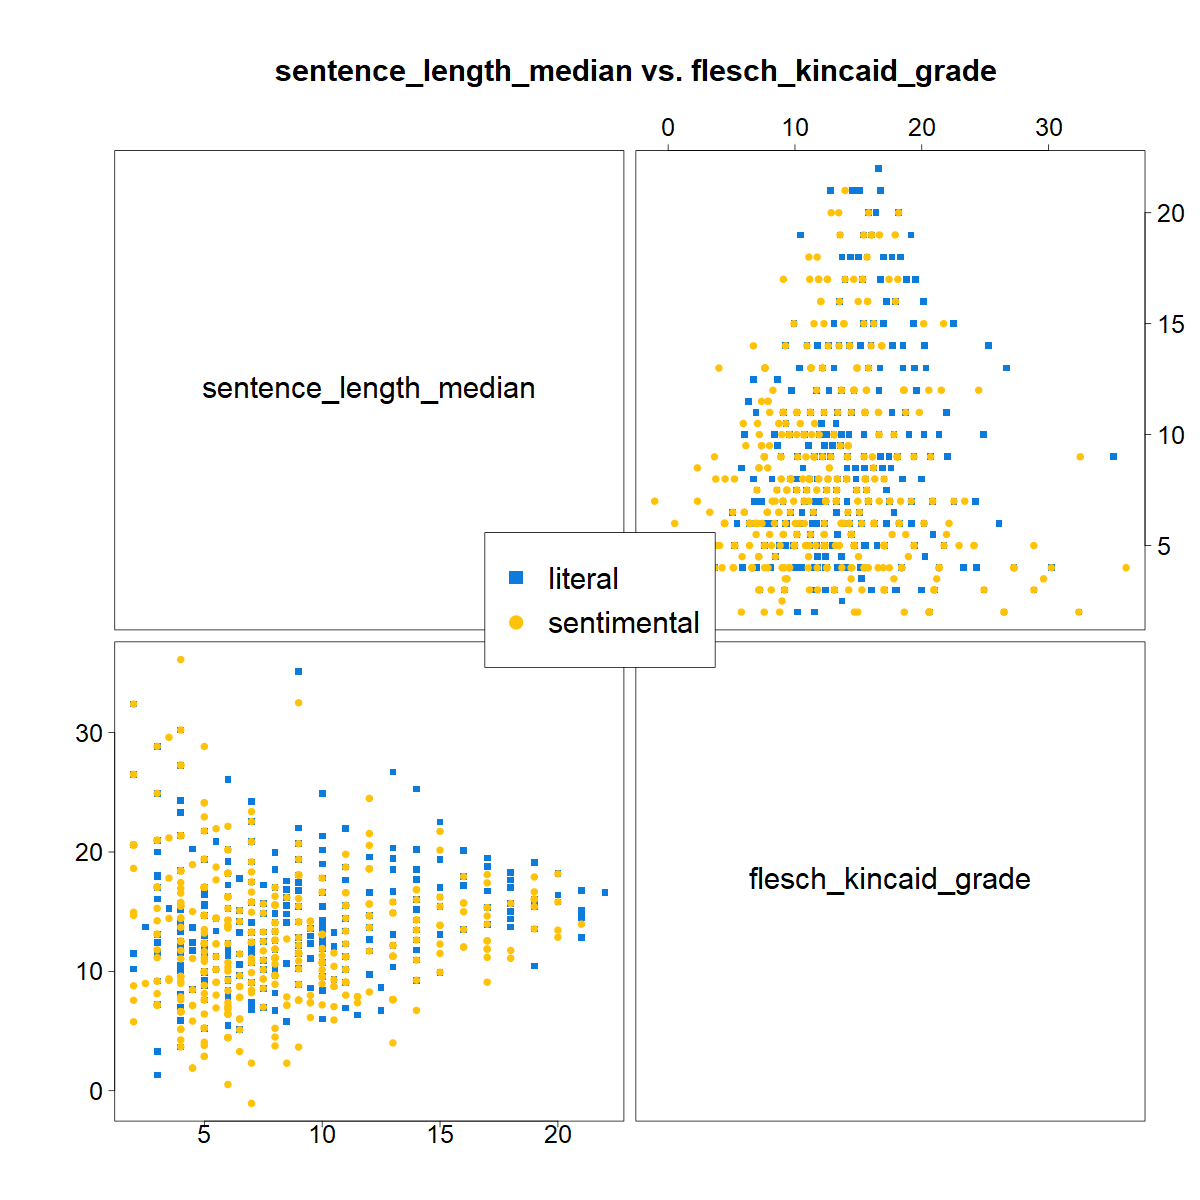 sentence_length_median vs. flesch_kincaid_grade
0 10 20 30
sentence_length_median
20
15
10
5
literal
sentimental
30
20
10
0
flesch_kincaid_grade
5 10 15 20